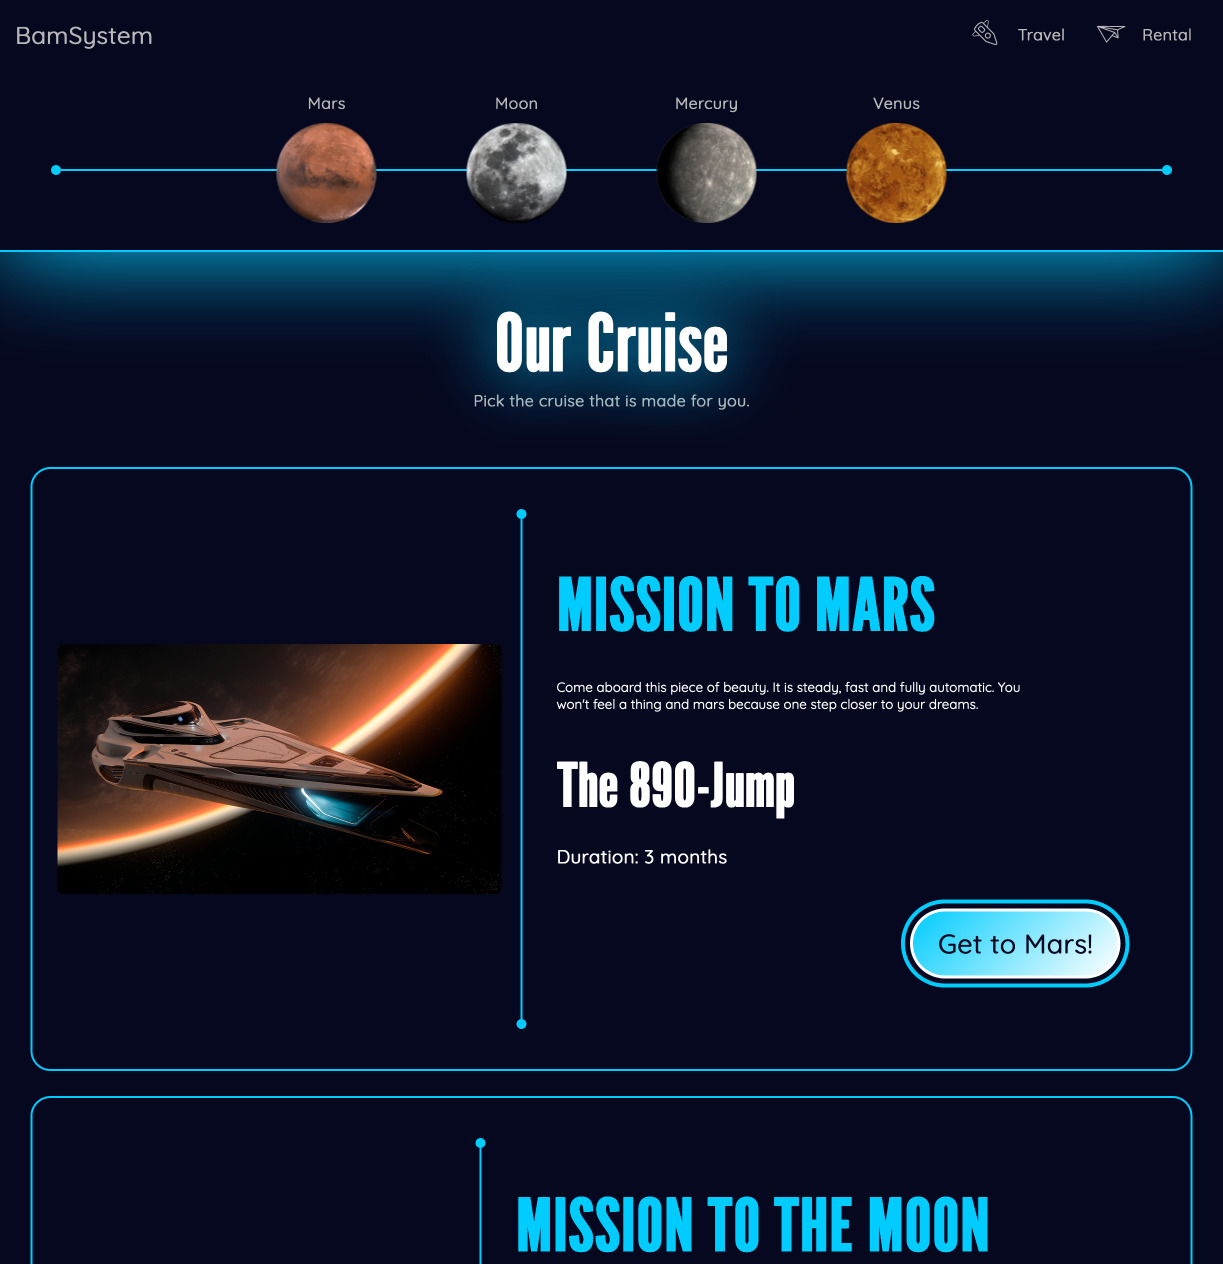 BamSystem
Travel
Rental
Mars
Moon
Mercury
Venus
Our Cruise
Pick the cruise that is made for you.
MISSION TO MARS
Come aboard this piece of beauty. It is steady, fast and fully automatic. You
won't feel a thing and mars because one step closer to your dreams.
The 890-Jump
Duration: 3 months
Get to Mars!
MISSION TO THE MOON